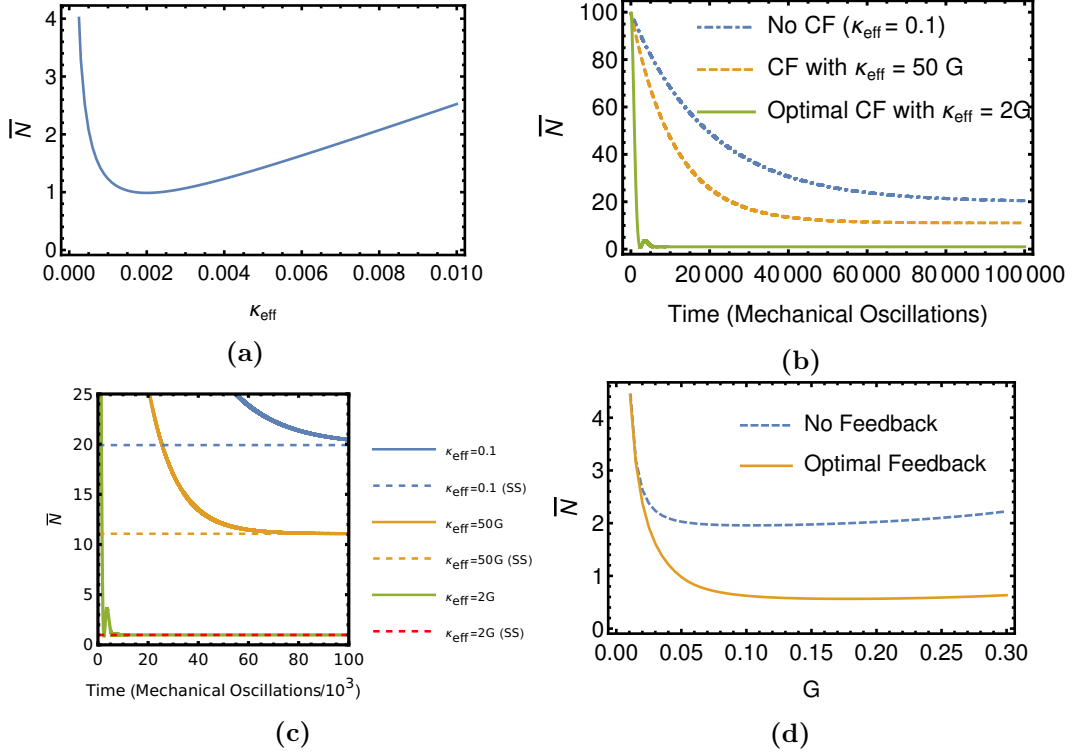 4
3
2
1
0
N
0.000 0.002 0.004 0.006 0.008 0.010
κeff
(a)
100
80
60
40
20
0
N
No CF (κeff = 0.1)
CF with κeff = 50 G
Optimal CF with κeff = 2G
0 20 000 40 000 60 000 80 000 100 000
Time (Mechanical Oscillations)
(b)
25
20
15
10
5
0
N
0 20 40 60 80 100
Time (Mechanical Oscillations/10³)
κeff=0.1
κeff=0.1 (SS)
κeff=50G
κeff=50G (SS)
κeff=2G
κeff=2G (SS)
(c)
4
3
2
1
0
N
No Feedback
Optimal Feedback
0.00 0.05 0.10 0.15 0.20 0.25 0.30
G
(d)